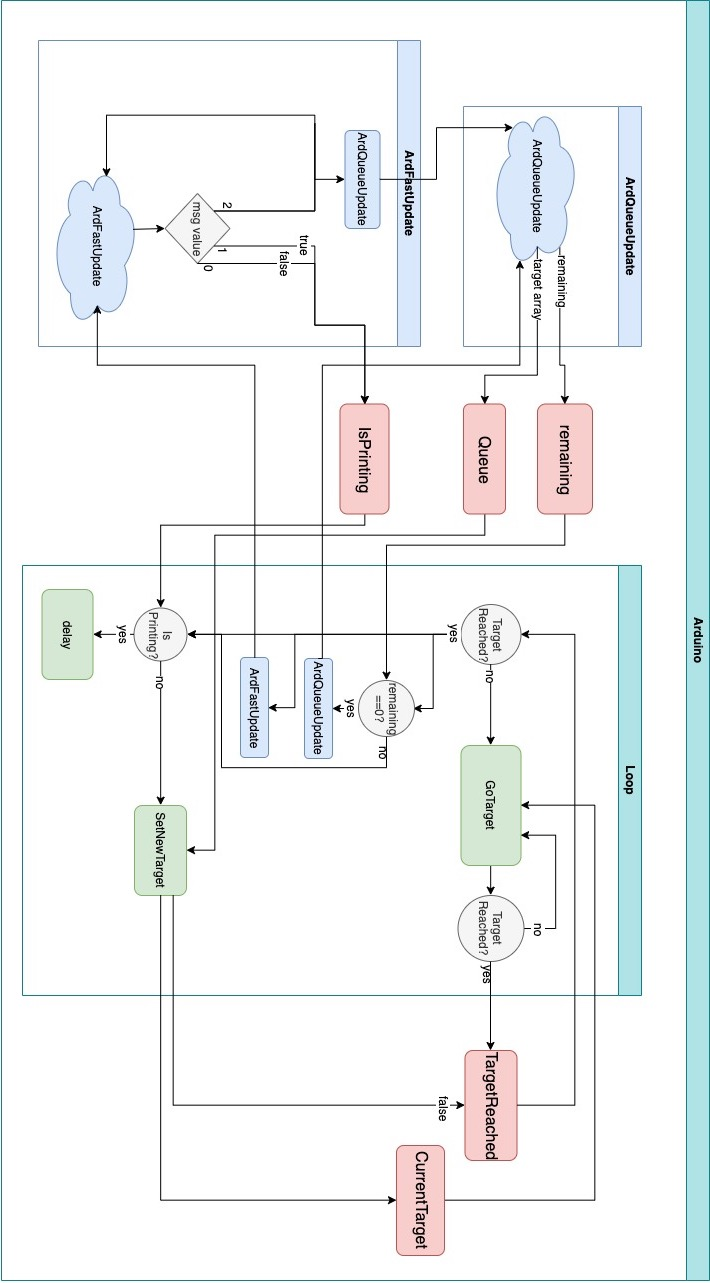 Arduino
ArdQueueUpdate
ArdQueueUpdate
remaining
target array
ArdFastUpdate
ArdQueueUpdate
msg value
2
1
0
true
false
ArdFastUpdate
remaining
Queue
IsPrinting
Loop
Target
Reached?
yes
no
GoTarget
Target
Reached?
no
yes
remaining
==0?
yes
no
ArdQueueUpdate
ArdFastUpdate
Is
Printing?
yes
no
delay
SetNewTarget
TargetReached
false
CurrentTarget